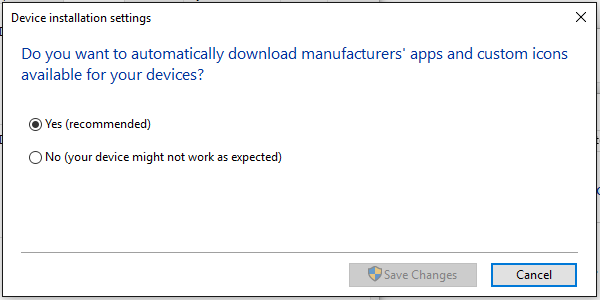 Device installation settings
Do you want to automatically download manufacturers' apps and custom icons
available for your devices?
Yes (recommended)
No (your device might not work as expected)
Save Changes
Cancel